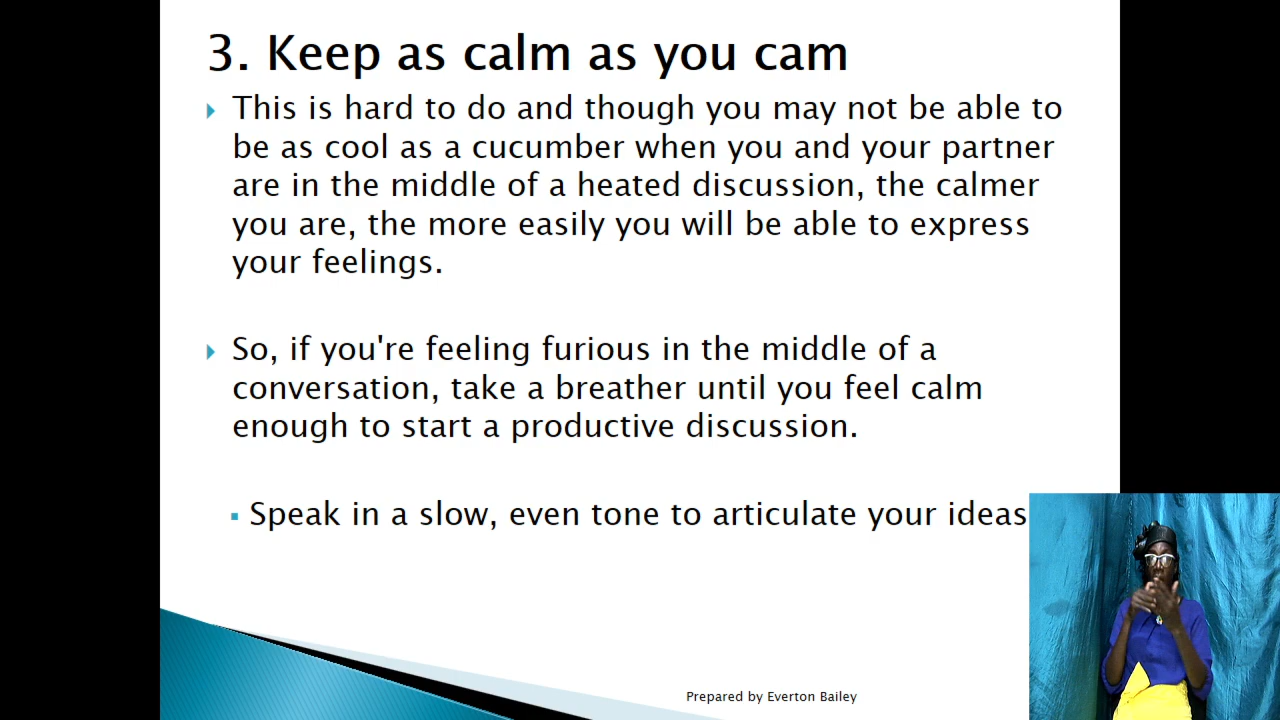 3. Keep as calm as you cam
This is hard to do and though you may not be able to
be as cool as a cucumber when you and your partner
are in the middle of a heated discussion, the calmer
you are, the more easily you will be able to express
your feelings.
So, if you're feeling furious in the middle of a
conversation, take a breather until you feel calm
enough to start a productive discussion.
Speak in a slow, even tone to articulate your ideas
Prepared by Everton Bailey